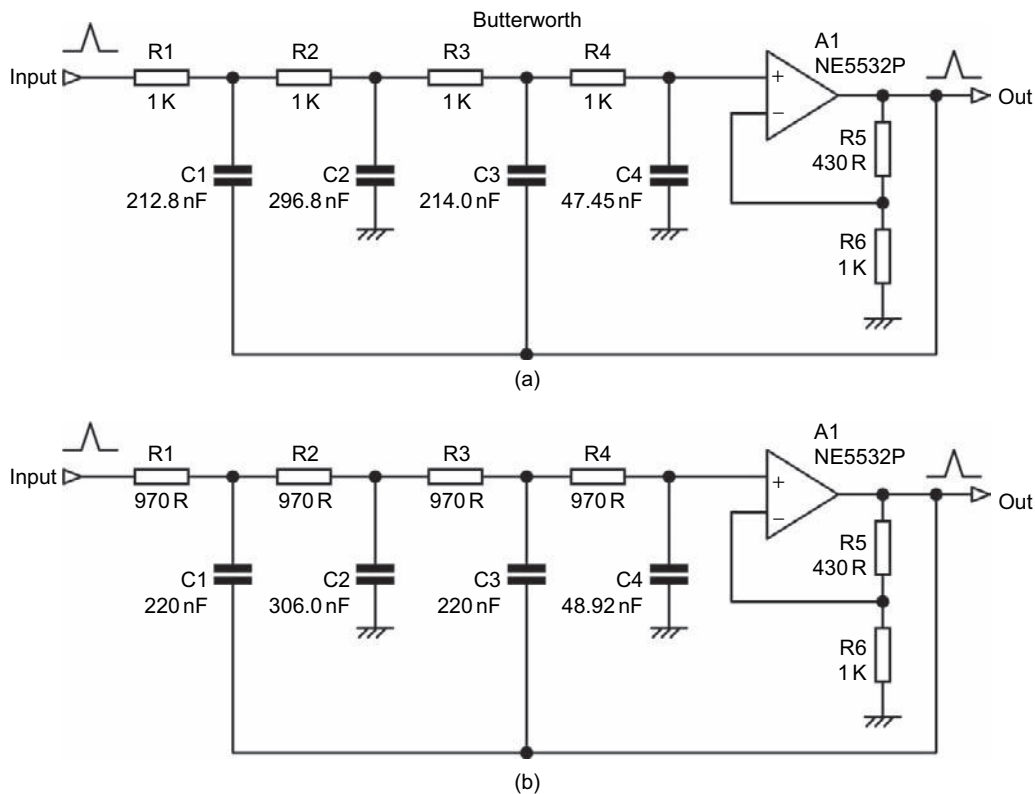 Butterworth
Input
R1
1 K
R2
1 K
R3
1 K
R4
1 K
A1
NE5532P
+
−
Out
C1
212.8 nF
C2
296.8 nF
C3
214.0 nF
C4
47.45 nF
R5
430 R
R6
1 K
(a)
Input
R1
970 R
R2
970 R
R3
970 R
R4
970 R
A1
NE5532P
+
−
Out
C1
220 nF
C2
306.0 nF
C3
220 nF
C4
48.92 nF
R5
430 R
R6
1 K
(b)